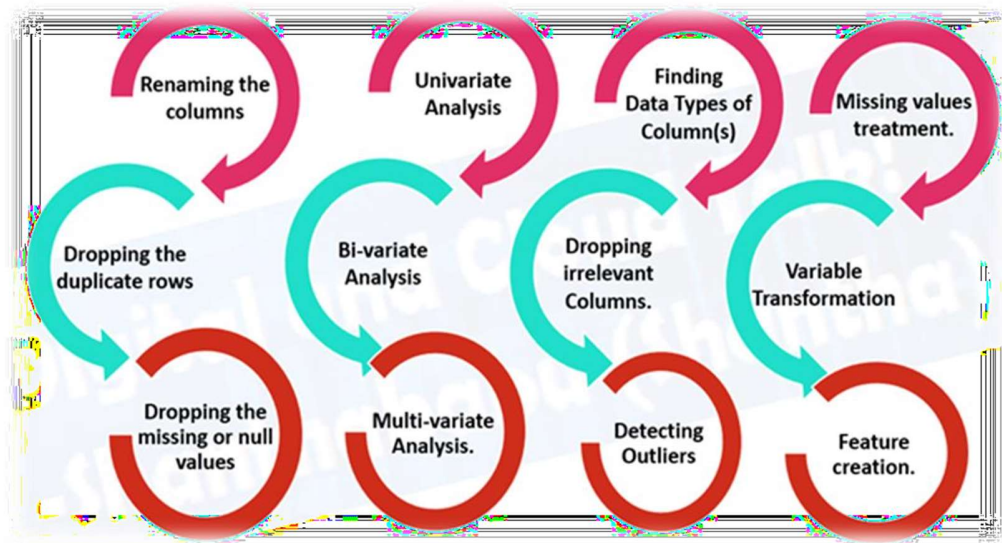 Renaming the
columns
Dropping the
duplicate rows
Dropping the
missing or null
values
Univariate
Analysis
Bi-variate
Analysis
Multi-variate
Analysis.
Finding
Data Types of
Column(s)
Dropping
irrelevant
Columns.
Detecting
Outliers
Missing values
treatment.
Variable
Transformation
Feature
creation.